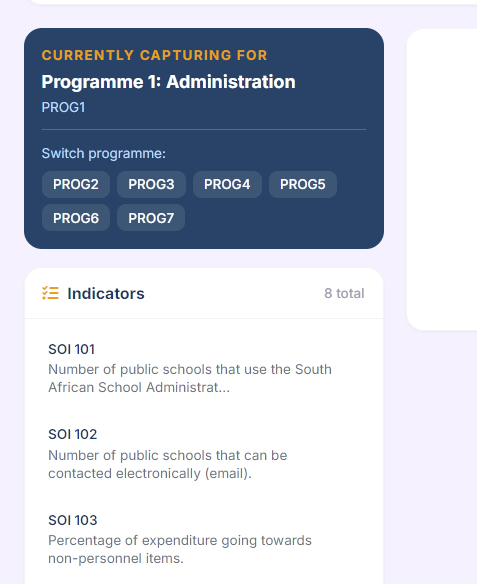 CURRENTLY CAPTURING FOR
Programme 1: Administration
PROG1
Switch programme:
PROG2 PROG3 PROG4 PROG5
PROG6 PROG7
Indicators 8 total
SOI 101
Number of public schools that use the South
African School Administrat...
SOI 102
Number of public schools that can be
contacted electronically (email).
SOI 103
Percentage of expenditure going towards
non-personnel items.